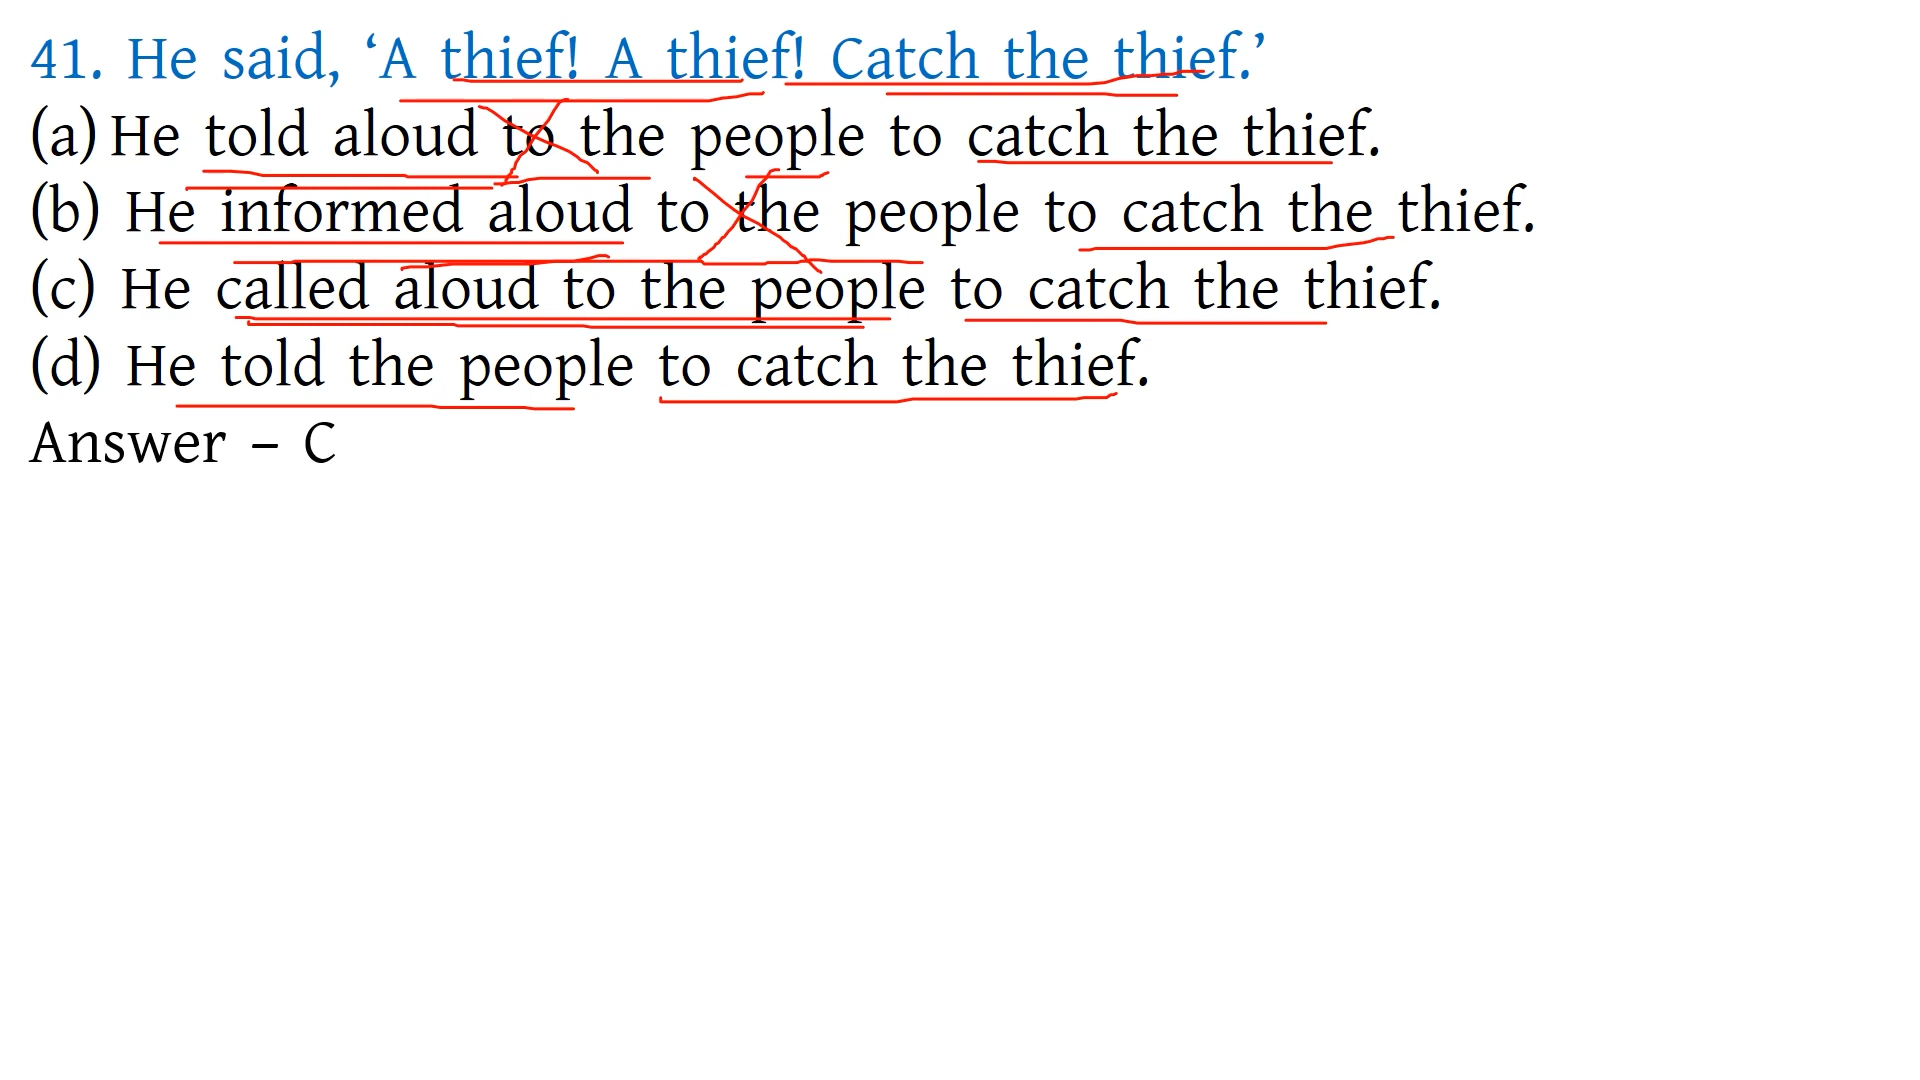 41. He said, ‘A thief! A thief! Catch the thief.’
(a) He told aloud to the people to catch the thief.
(b) He informed aloud to the people to catch the thief.
(c) He called aloud to the people to catch the thief.
(d) He told the people to catch the thief.
Answer – C